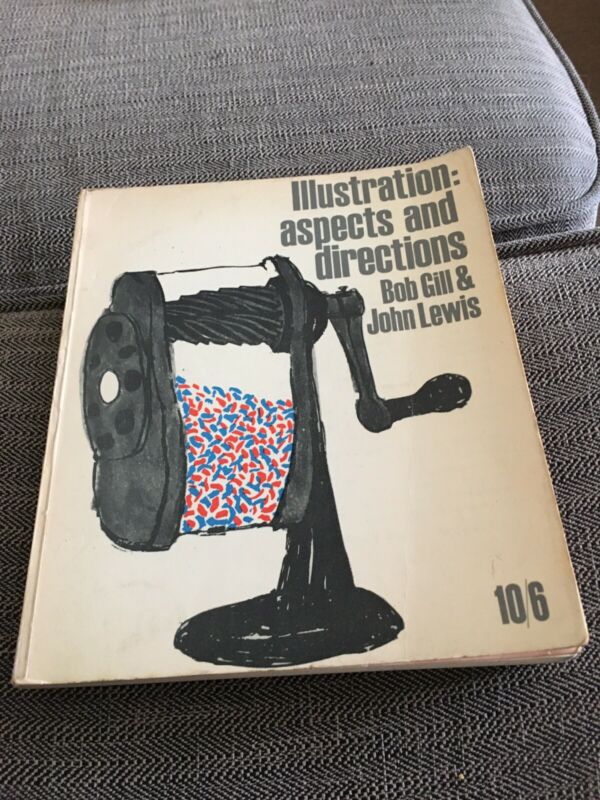 Illustration:
aspects and
directions
Bob Gill &
John Lewis
10/6